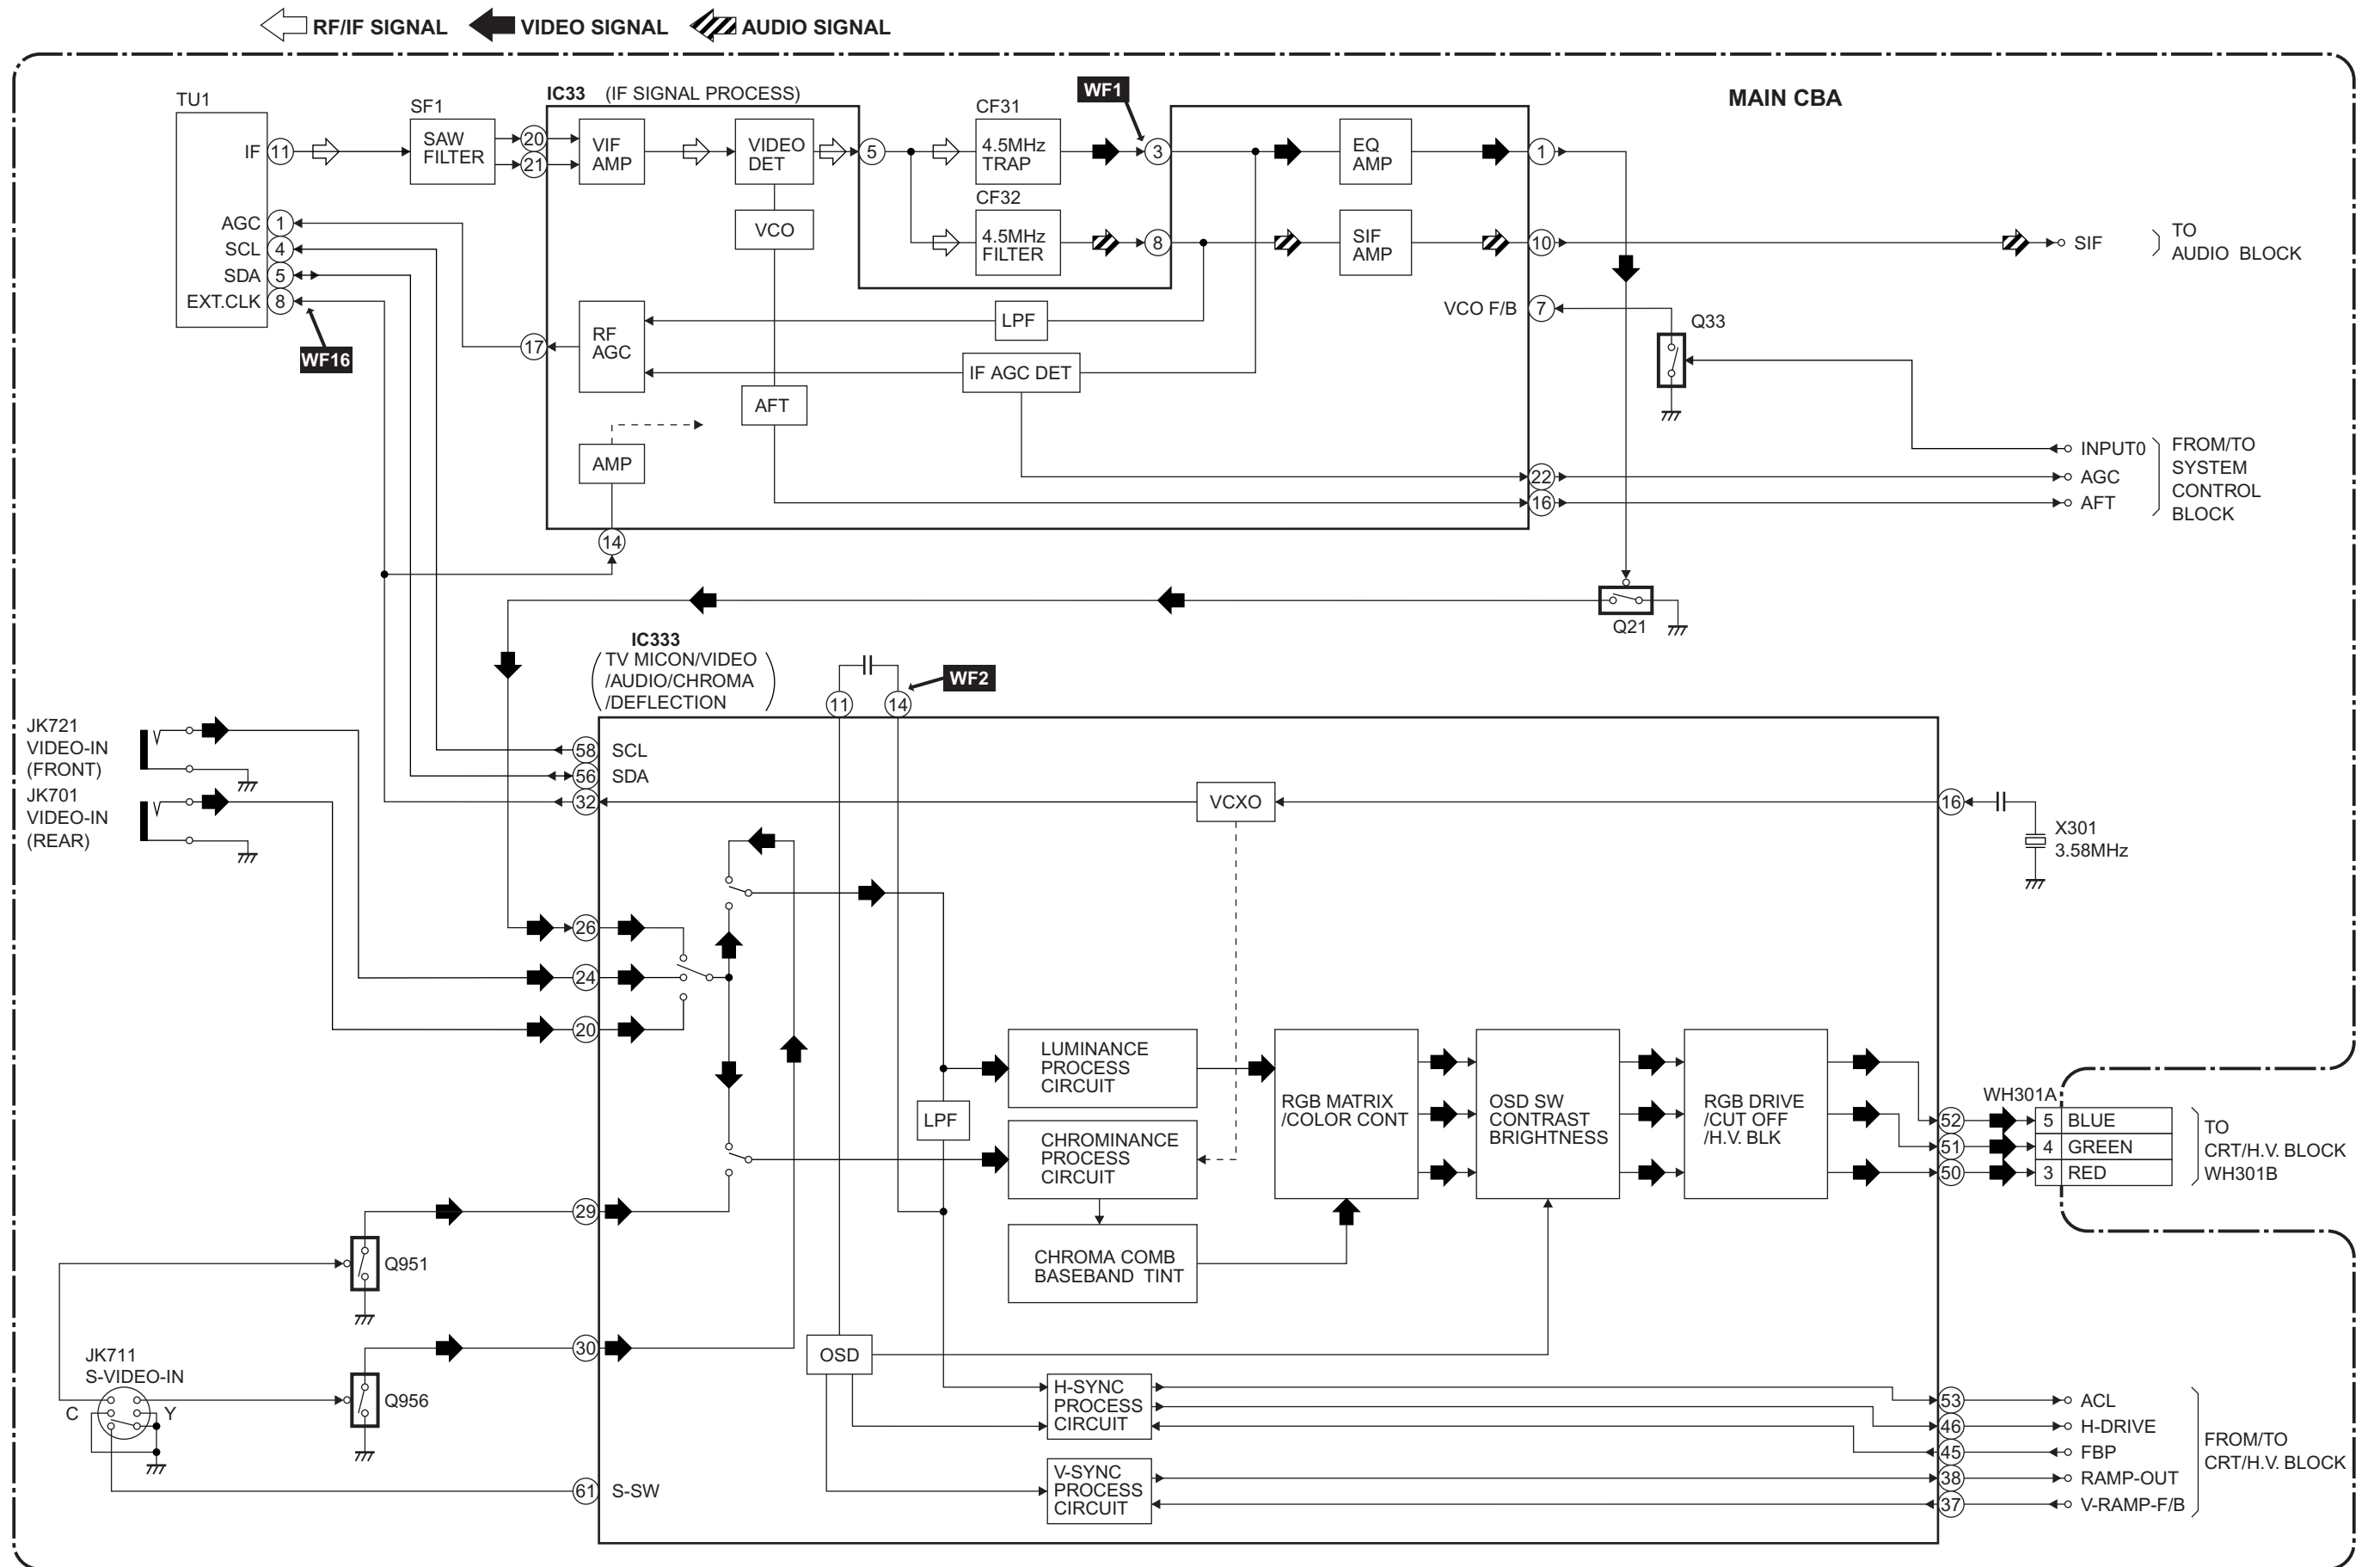 RF/IF SIGNAL VIDEO SIGNAL AUDIO SIGNAL
MAIN CBA
TU1
IF 11
AGC 1
SCL 4
SDA 5
EXT.CLK 8
WF16
SF1
SAW
FILTER
IC33 (IF SIGNAL PROCESS)
20
21
VIF
AMP
VIDEO
DET
5
VCO
CF31
4.5MHz
TRAP
CF32
4.5MHz
FILTER
WF1
3
8
EQ
AMP
SIF
AMP
1
10
SIF
TO
AUDIO BLOCK
17
RF
AGC
LPF
IF AGC DET
AFT
AMP
14
VCO F/B 7
Q33
22
16
INPUT0
AGC
AFT
FROM/TO
SYSTEM
CONTROL
BLOCK
Q21
IC333
TV MICON/VIDEO
/AUDIO/CHROMA
/DEFLECTION
11
14
WF2
JK721
VIDEO-IN
(FRONT)
JK701
VIDEO-IN
(REAR)
58 SCL
56 SDA
32
VCXO
16
X301
3.58MHz
26
24
20
29
30
LUMINANCE
PROCESS
CIRCUIT
LPF
CHROMINANCE
PROCESS
CIRCUIT
CHROMA COMB
BASEBAND TINT
RGB MATRIX
/COLOR CONT
OSD SW
CONTRAST
BRIGHTNESS
RGB DRIVE
/CUT OFF
/H.V. BLK
52
51
50
WH301A
5 BLUE
4 GREEN
3 RED
TO
CRT/H.V. BLOCK
WH301B
Q951
Q956
JK711
S-VIDEO-IN
C Y
61 S-SW
OSD
H-SYNC
PROCESS
CIRCUIT
V-SYNC
PROCESS
CIRCUIT
53 ACL
46 H-DRIVE
45 FBP
38 RAMP-OUT
37 V-RAMP-F/B
FROM/TO
CRT/H.V. BLOCK